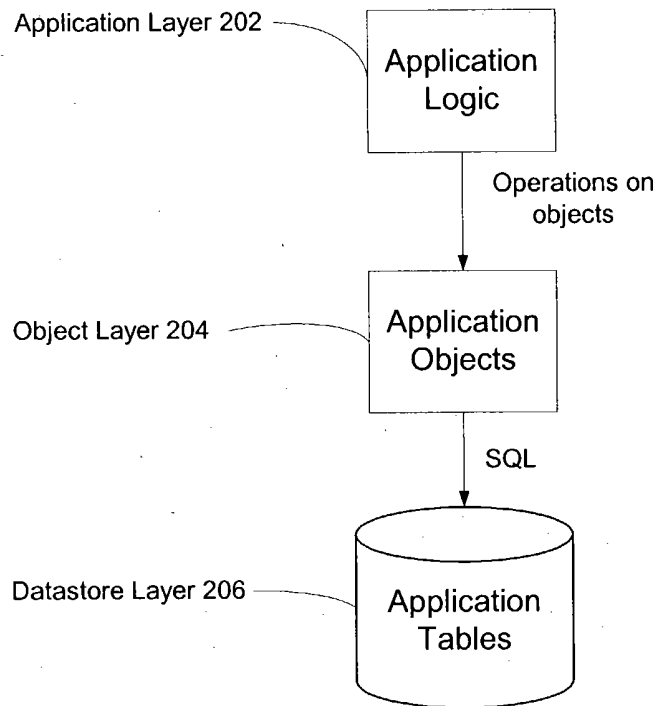 Application Layer 202
Application
Logic
Operations on
objects
Object Layer 204
Application
Objects
SQL
Datastore Layer 206
Application
Tables